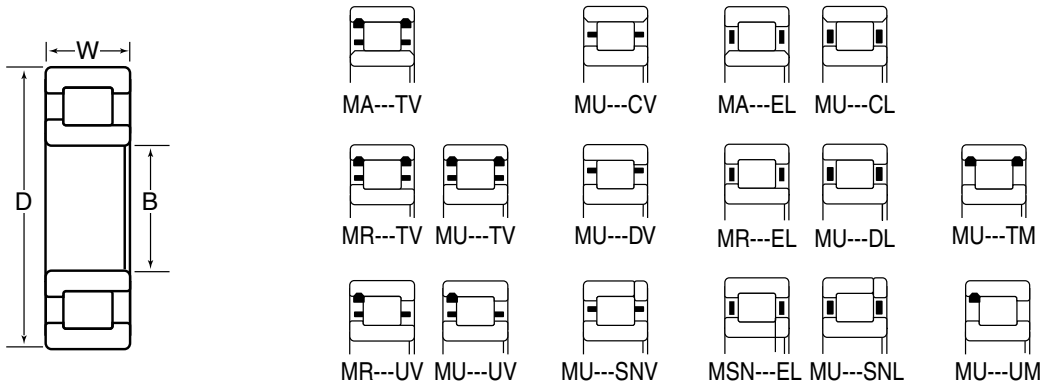 W
D
B
MA---TV
MU---CV
MA---EL
MU---CL
MR---TV
MU---TV
MU---DV
MR---EL
MU---DL
MU---TM
MR---UV
MU---UV
MU---SNV
MSN---EL
MU---SNL
MU---UM